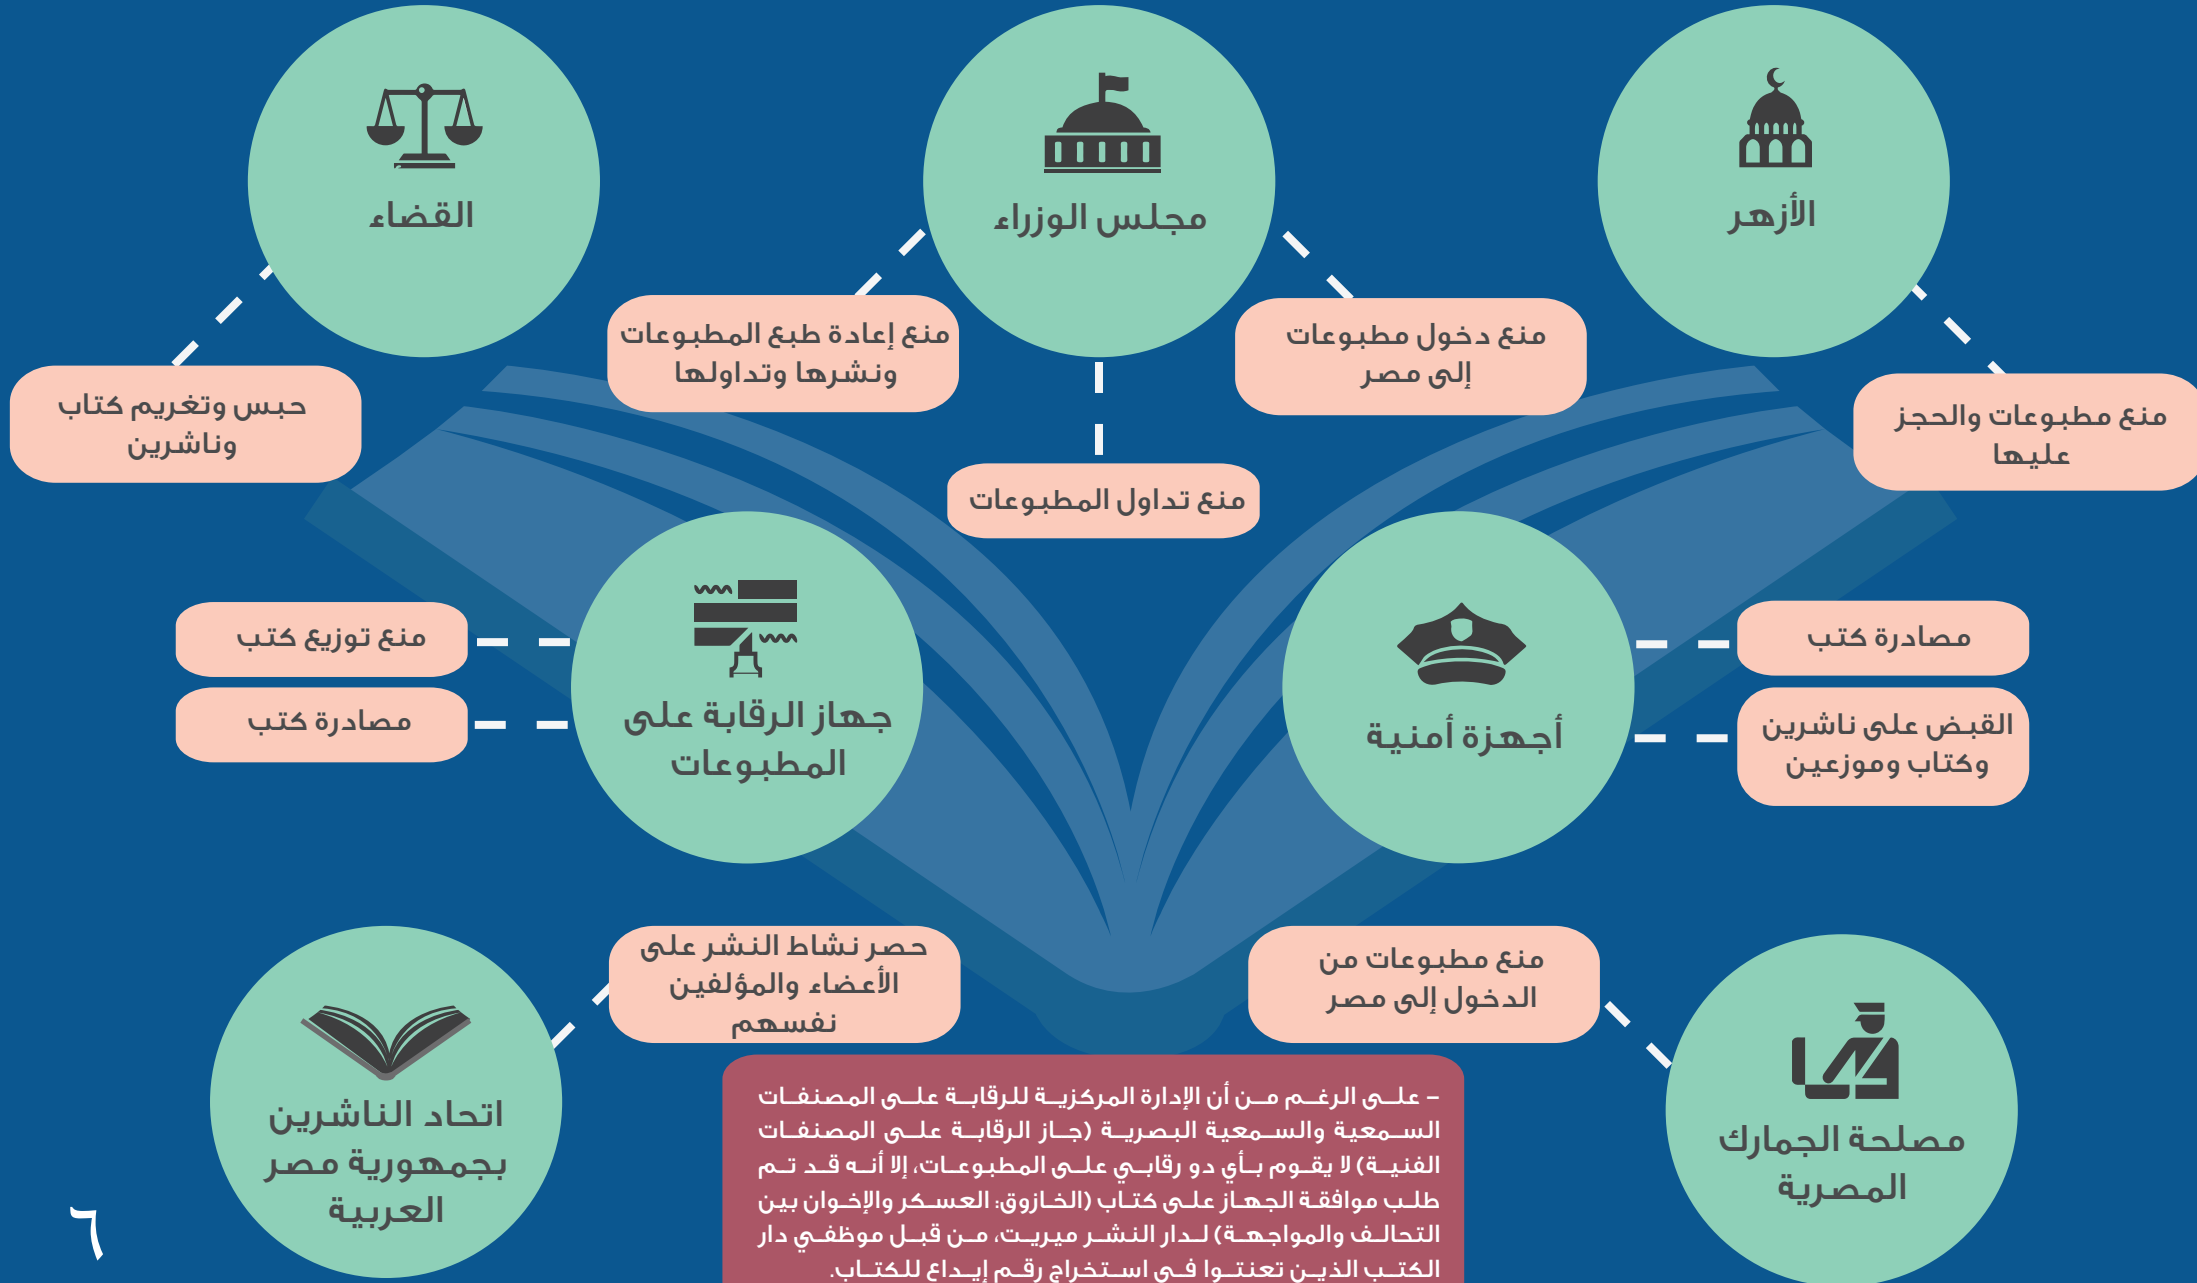 الأزهر
منع مطبوعات والحجز
عليها
مجلس الوزراء
منع دخول مطبوعات
إلى مصر
منع تداول المطبوعات
منع إعادة طبع المطبوعات
ونشرها وتداولها
القضاء
حبس وتغريم كتاب
وناشرين
أجهزة أمنية
مصادرة كتب
القبض على ناشرين
وكتاب وموزعين
جهاز الرقابة على
المطبوعات
منع توزيع كتب
مصادرة كتب
مصلحة الجمارك
المصرية
منع مطبوعات من
الدخول إلى مصر
اتحاد الناشرين
بجمهورية مصر
العربية
حصر نشاط النشر على
الأعضاء والمؤلفين
نفسهم
– على الرغم من أن الإدارة المركزية للرقابة على المصنفات
السمعية والسمعية البصرية (جاز الرقابة على المصنفات
الفنية) لا يقوم بأي دو رقابي على المطبوعات، إلا أنه قد تم
طلب موافقة الجهاز على كتاب (الخازوق: العسكر والإخوان بين
التحالف والمواجهة) لدار النشر ميريت، من قبل موظفي دار
الكتب الذين تعنتوا في استخراج رقم إيداع للكتاب.
٦